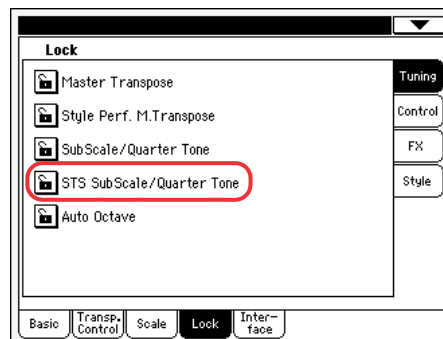 Lock
Master Transpose
Style Perf. M.Transpose
SubScale/Quarter Tone
STS SubScale/Quarter Tone
Auto Octave
Tuning
Control
FX
Style
Basic
Transp.
Control
Scale
Lock
Inter-
face